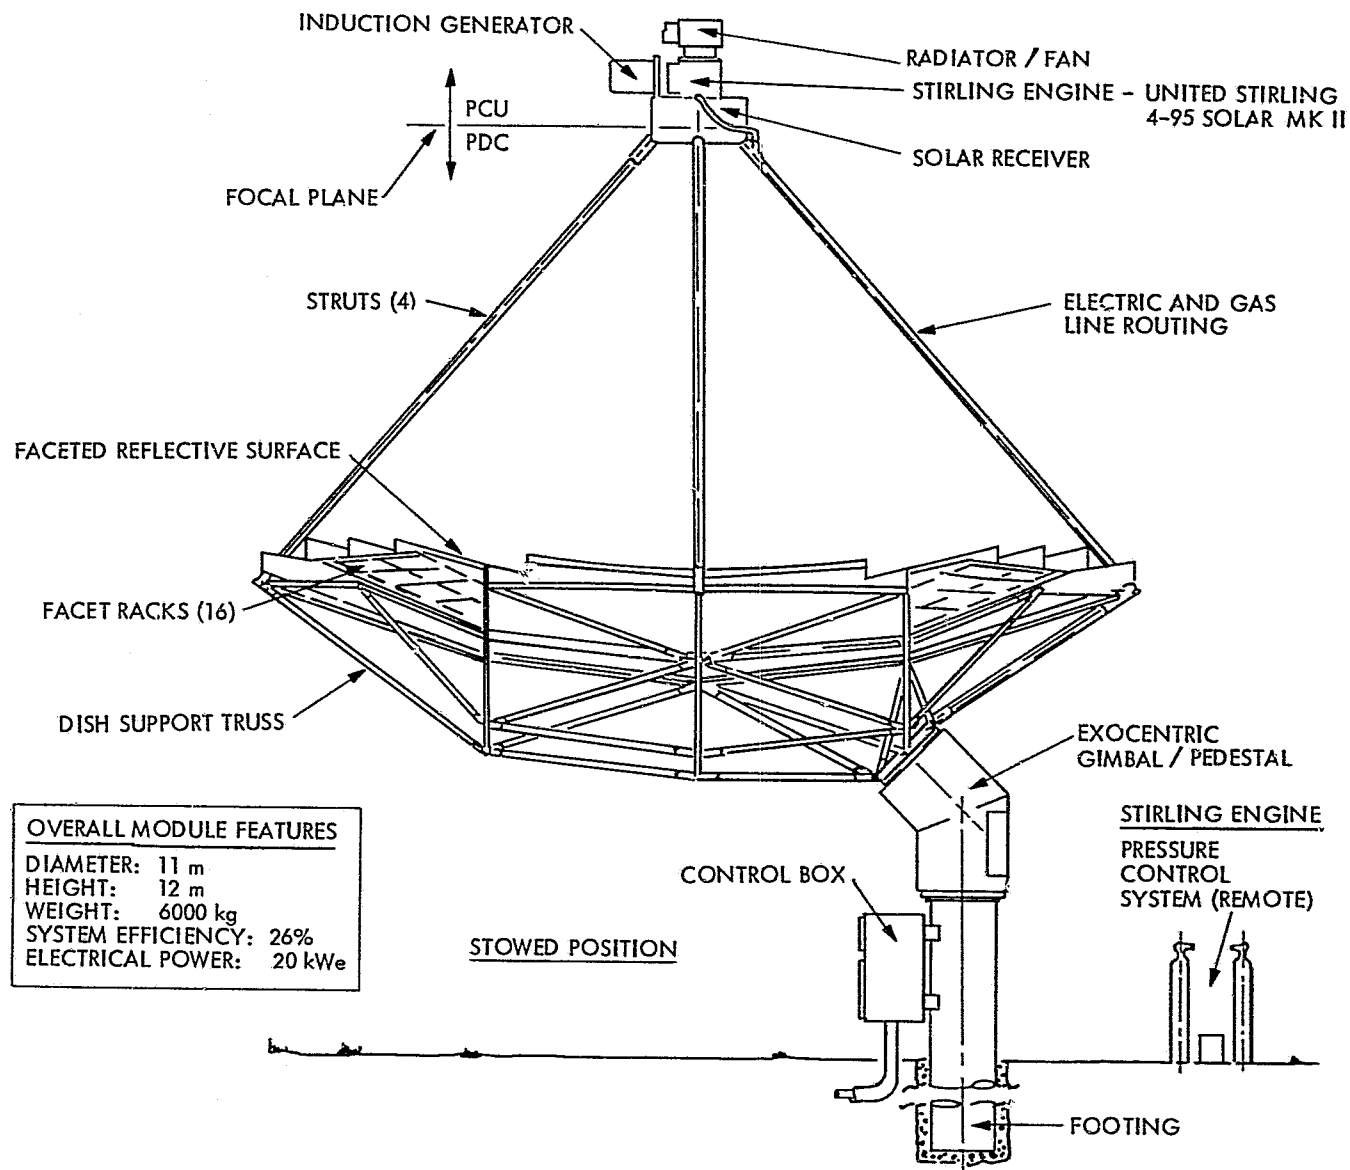 INDUCTION GENERATOR
RADIATOR / FAN
STIRLING ENGINE - UNITED STIRLING
4-95 SOLAR MK II
PCU
PDC
SOLAR RECEIVER
FOCAL PLANE
STRUTS (4)
ELECTRIC AND GAS
LINE ROUTING
FACETED REFLECTIVE SURFACE
FACET RACKS (16)
DISH SUPPORT TRUSS
EXOCENTRIC
GIMBAL / PEDESTAL
OVERALL MODULE FEATURES
DIAMETER: 11 m
HEIGHT: 12 m
WEIGHT: 6000 kg
SYSTEM EFFICIENCY: 26%
ELECTRICAL POWER: 20 kWe
STIRLING ENGINE
PRESSURE
CONTROL
SYSTEM (REMOTE)
CONTROL BOX
STOWED POSITION
FOOTING